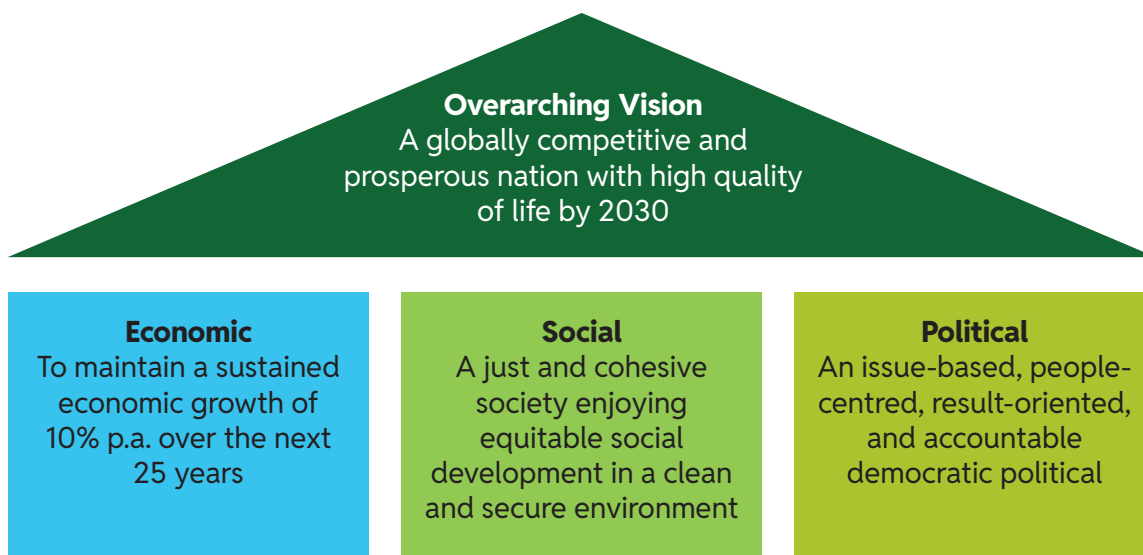 Overarching Vision
A globally competitive and
prosperous nation with high quality
of life by 2030
Economic
To maintain a sustained
economic growth of
10% p.a. over the next
25 years
Social
A just and cohesive
society enjoying
equitable social
development in a clean
and secure environment
Political
An issue-based, people-
centred, result-oriented,
and accountable
democratic political